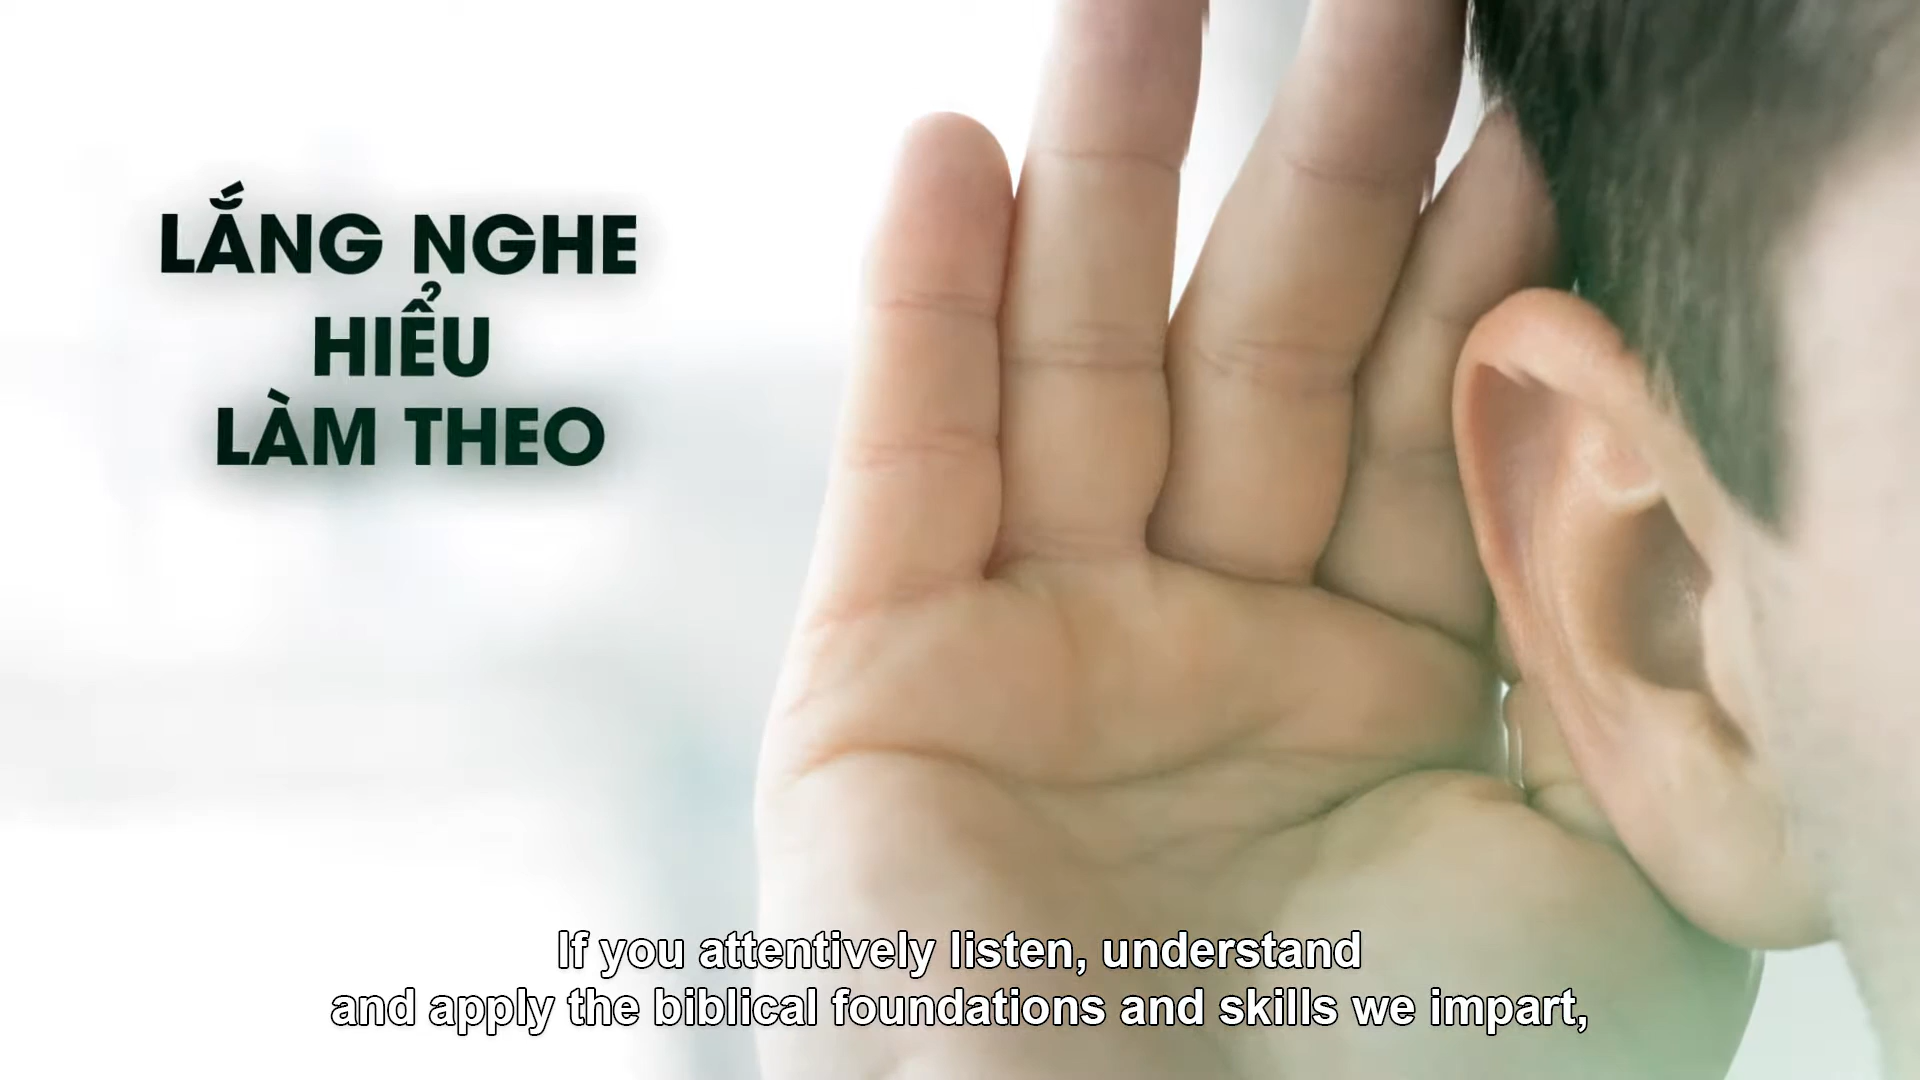 LẮNG NGHE
HIỂU
LÀM THEO
If you attentively listen, understand
and apply the biblical foundations and skills we impart,